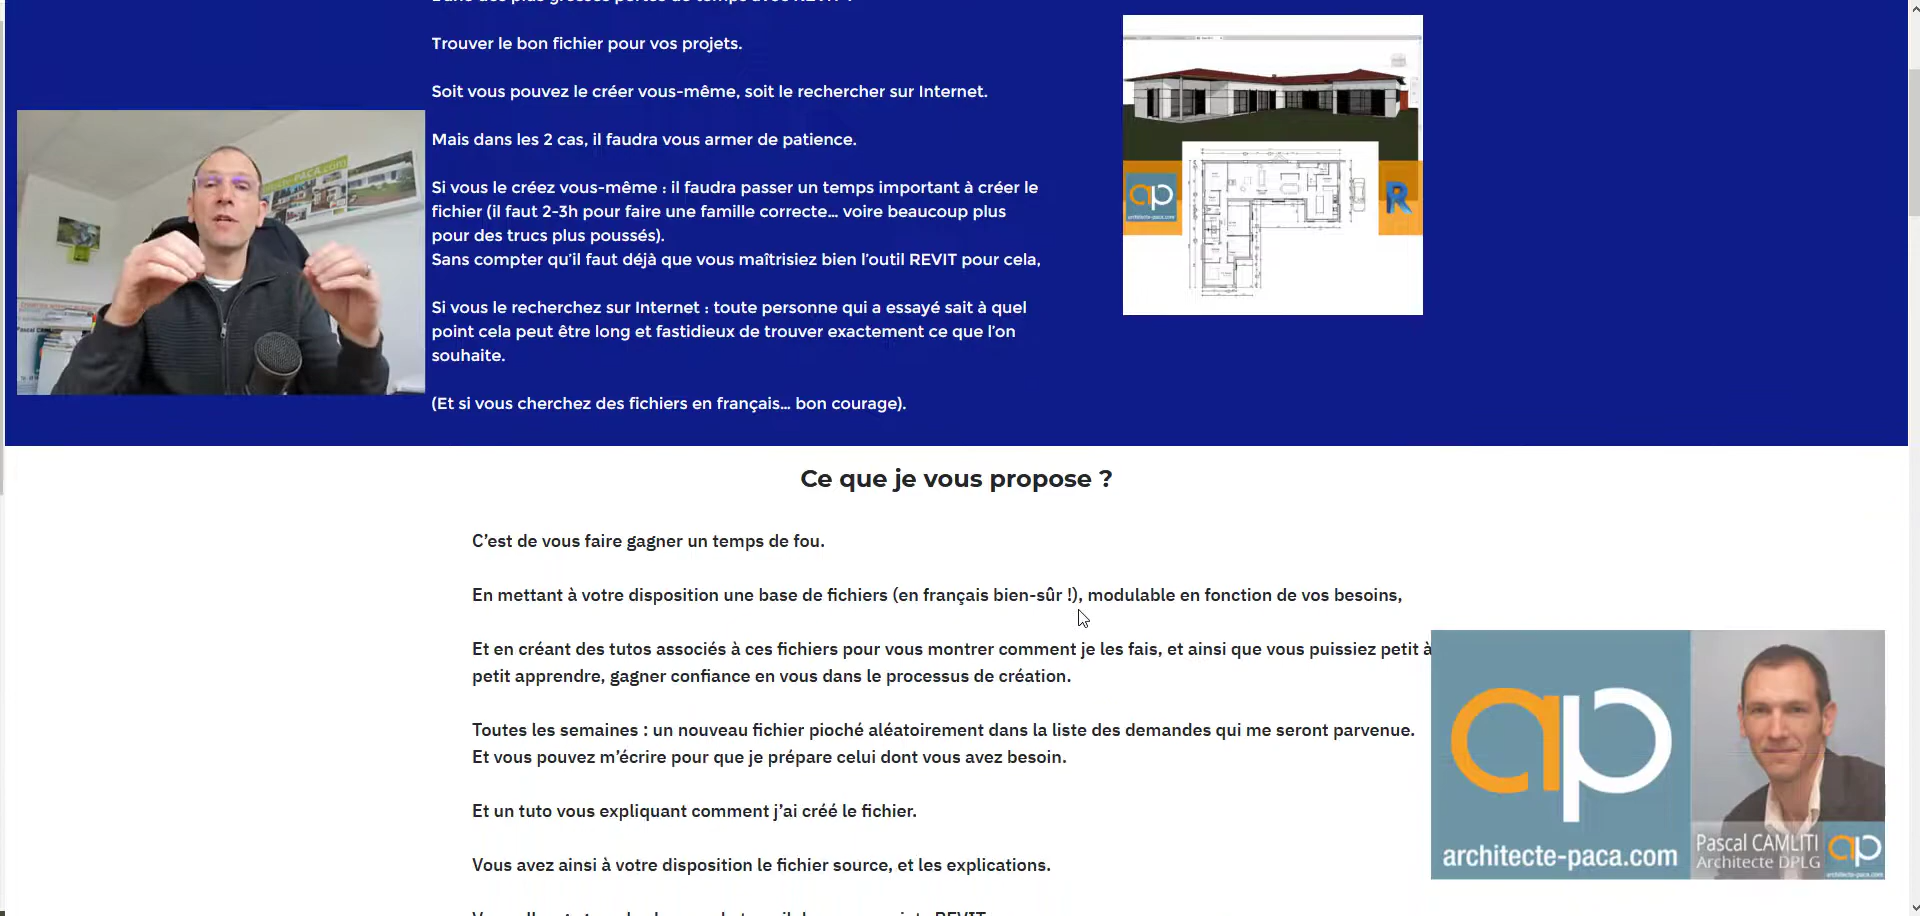 Trouver le bon fichier pour vos projets.
Soit vous pouvez le créer vous-même, soit le rechercher sur Internet.
Mais dans les 2 cas, il faudra vous armer de patience.
Si vous le créez vous-même : il faudra passer un temps important à créer le
fichier (il faut 2-3h pour faire une famille correcte... voire beaucoup plus
pour des trucs plus poussés).
Sans compter qu’il faut déjà que vous maîtrisiez bien l’outil REVIT pour cela,
Si vous le recherchez sur Internet : toute personne qui a essayé sait à quel
point cela peut être long et fastidieux de trouver exactement ce que l’on
souhaite.
(Et si vous cherchez des fichiers en français... bon courage).
ap
architecte-paca.com
R
Ce que je vous propose ?
C’est de vous faire gagner un temps de fou.
En mettant à votre disposition une base de fichiers (en français bien-sûr !), modulable en fonction de vos besoins,
Et en créant des tutos associés à ces fichiers pour vous montrer comment je les fais, et ainsi que vous puissiez petit à
petit apprendre, gagner confiance en vous dans le processus de création.
Toutes les semaines : un nouveau fichier pioché aléatoirement dans la liste des demandes qui me seront parvenue.
Et vous pouvez m’écrire pour que je prépare celui dont vous avez besoin.
Et un tuto vous expliquant comment j’ai créé le fichier.
Vous avez ainsi à votre disposition le fichier source, et les explications.
ap
architecte-paca.com
Pascal CAMLITI
Architecte DPLG
ap
architecte-paca.com